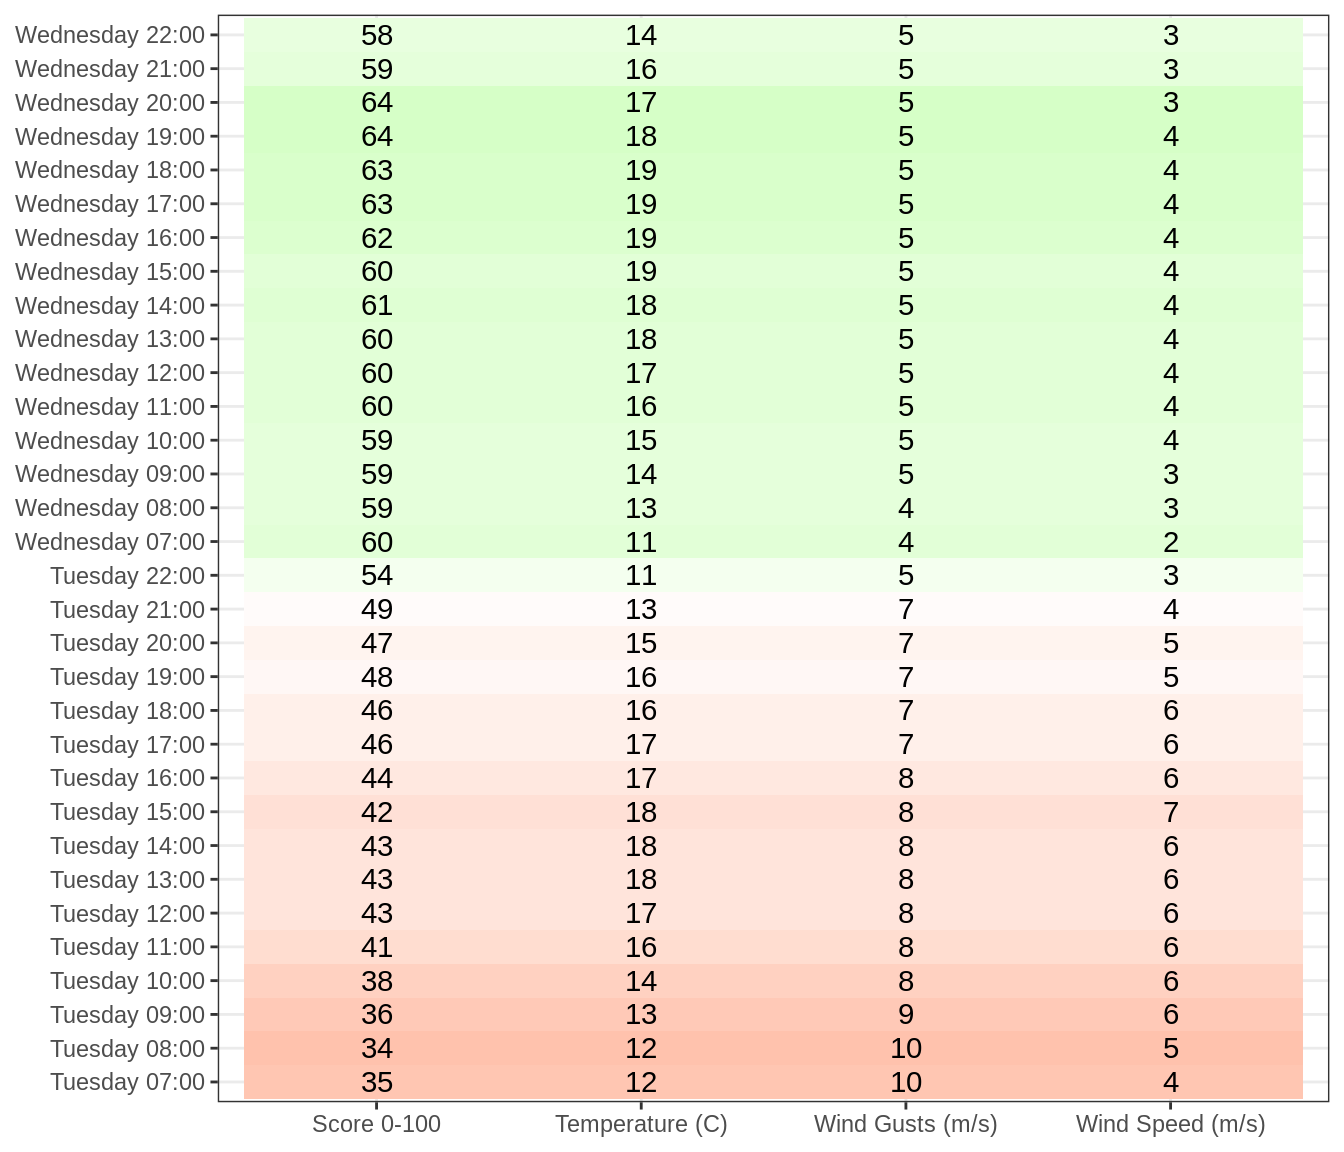 Wednesday 22:00 58 14 5 3
Wednesday 21:00 59 16 5 3
Wednesday 20:00 64 17 5 3
Wednesday 19:00 64 18 5 4
Wednesday 18:00 63 19 5 4
Wednesday 17:00 63 19 5 4
Wednesday 16:00 62 19 5 4
Wednesday 15:00 60 19 5 4
Wednesday 14:00 61 18 5 4
Wednesday 13:00 60 18 5 4
Wednesday 12:00 60 17 5 4
Wednesday 11:00 60 16 5 4
Wednesday 10:00 59 15 5 4
Wednesday 09:00 59 14 5 3
Wednesday 08:00 59 13 4 3
Wednesday 07:00 60 11 4 2
Tuesday 22:00 54 11 5 3
Tuesday 21:00 49 13 7 4
Tuesday 20:00 47 15 7 5
Tuesday 19:00 48 16 7 5
Tuesday 18:00 46 16 7 6
Tuesday 17:00 46 17 7 6
Tuesday 16:00 44 17 8 6
Tuesday 15:00 42 18 8 7
Tuesday 14:00 43 18 8 6
Tuesday 13:00 43 18 8 6
Tuesday 12:00 43 17 8 6
Tuesday 11:00 41 16 8 6
Tuesday 10:00 38 14 8 6
Tuesday 09:00 36 13 9 6
Tuesday 08:00 34 12 10 5
Tuesday 07:00 35 12 10 4
Score 0-100 Temperature (C) Wind Gusts (m/s) Wind Speed (m/s)